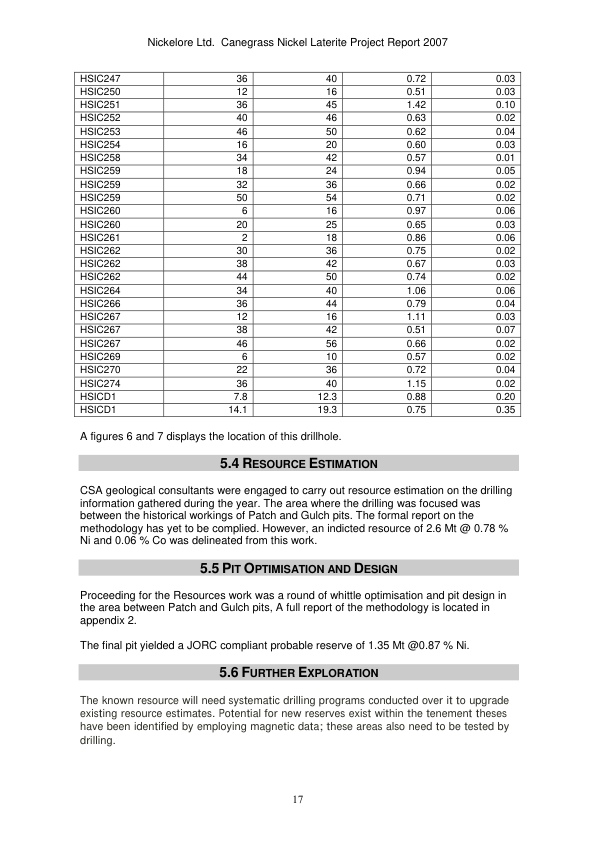 Nickelore Ltd.  Canegrass Nickel Laterite Project Report 2007
HSIC247 36 40 0.72 0.03
HSIC250 12 16 0.51 0.03
HSIC251 36 45 1.42 0.10
HSIC252 40 46 0.63 0.02
HSIC253 46 50 0.62 0.04
HSIC254 16 20 0.60 0.03
HSIC258 34 42 0.57 0.01
HSIC259 18 24 0.94 0.05
HSIC259 32 36 0.66 0.02
HSIC259 50 54 0.71 0.02
HSIC260 6 16 0.97 0.06
HSIC260 20 25 0.65 0.03
HSIC261 2 18 0.86 0.06
HSIC262 30 36 0.75 0.02
HSIC262 38 42 0.67 0.03
HSIC262 44 50 0.74 0.02
HSIC264 34 40 1.06 0.06
HSIC266 36 44 0.79 0.04
HSIC267 12 16 1.11 0.03
HSIC267 38 42 0.51 0.07
HSIC267 46 56 0.66 0.02
HSIC269 6 10 0.57 0.02
HSIC270 22 36 0.72 0.04
HSIC274 36 40 1.15 0.02
HSICD1 7.8 12.3 0.88 0.20
HSICD1 14.1 19.3 0.75 0.35
A figures 6 and 7 displays the location of this drillhole.
5.4 RESOURCE ESTIMATION
CSA geological consultants were engaged to carry out resource estimation on the drilling
information gathered during the year. The area where the drilling was focused was
between the historical workings of Patch and Gulch pits. The formal report on the
methodology has yet to be complied. However, an indicted resource of 2.6 Mt @ 0.78 %
Ni and 0.06 % Co was delineated from this work.
5.5 PIT OPTIMISATION AND DESIGN
Proceeding for the Resources work was a round of whittle optimisation and pit design in
the area between Patch and Gulch pits, A full report of the methodology is located in
appendix 2.
The final pit yielded a JORC compliant probable reserve of 1.35 Mt @0.87 % Ni.
5.6 FURTHER EXPLORATION
The known resource will need systematic drilling programs conducted over it to upgrade
existing resource estimates. Potential for new reserves exist within the tenement theses
have been identified by employing magnetic data; these areas also need to be tested by
drilling.
17